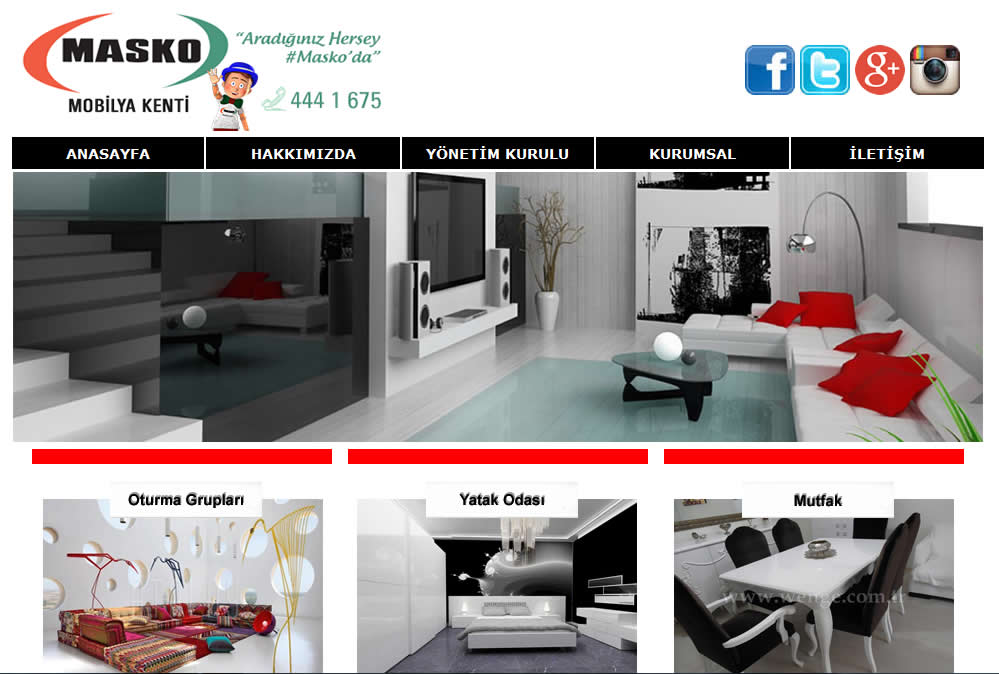 MASKO
MOBİLYA KENTİ
“Aradığınız Hersey
#Masko'da”
444 1 675
f
t
g+
ANASAYFA
HAKKIMIZDA
YÖNETİM KURULU
KURUMSAL
İLETİŞİM
Oturma Grupları
Yatak Odası
Mutfak
www.wenge.com.tr